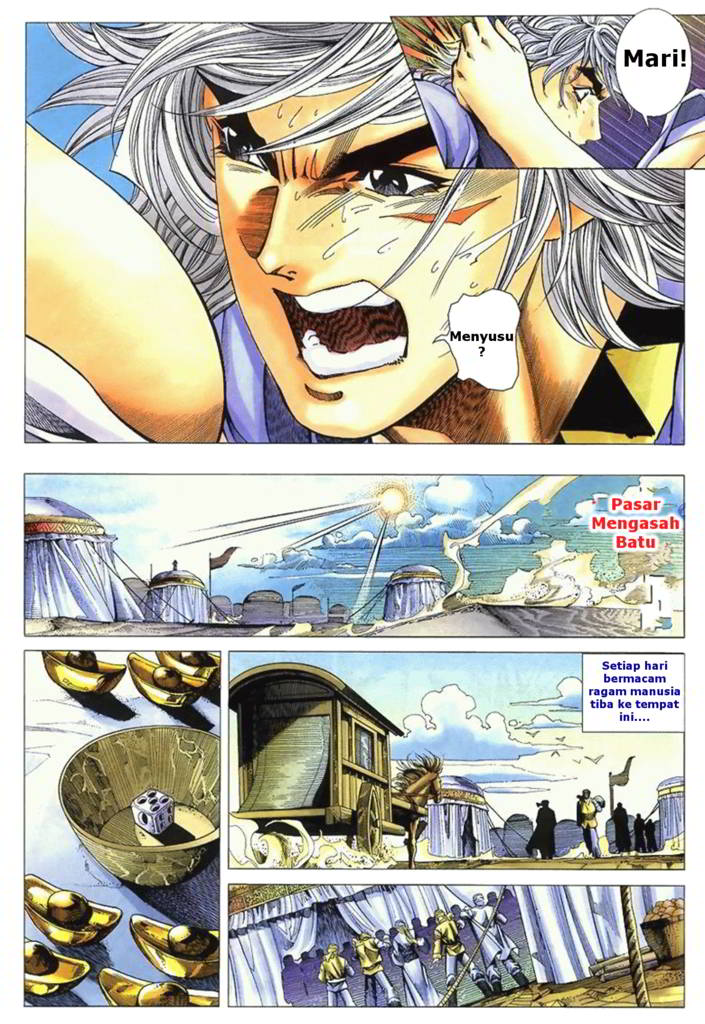 Mari!
Menyusu
?
Pasar
Mengasah
Batu
Setiap hari
bermacam
ragam manusia
tiba ke tempat
ini....